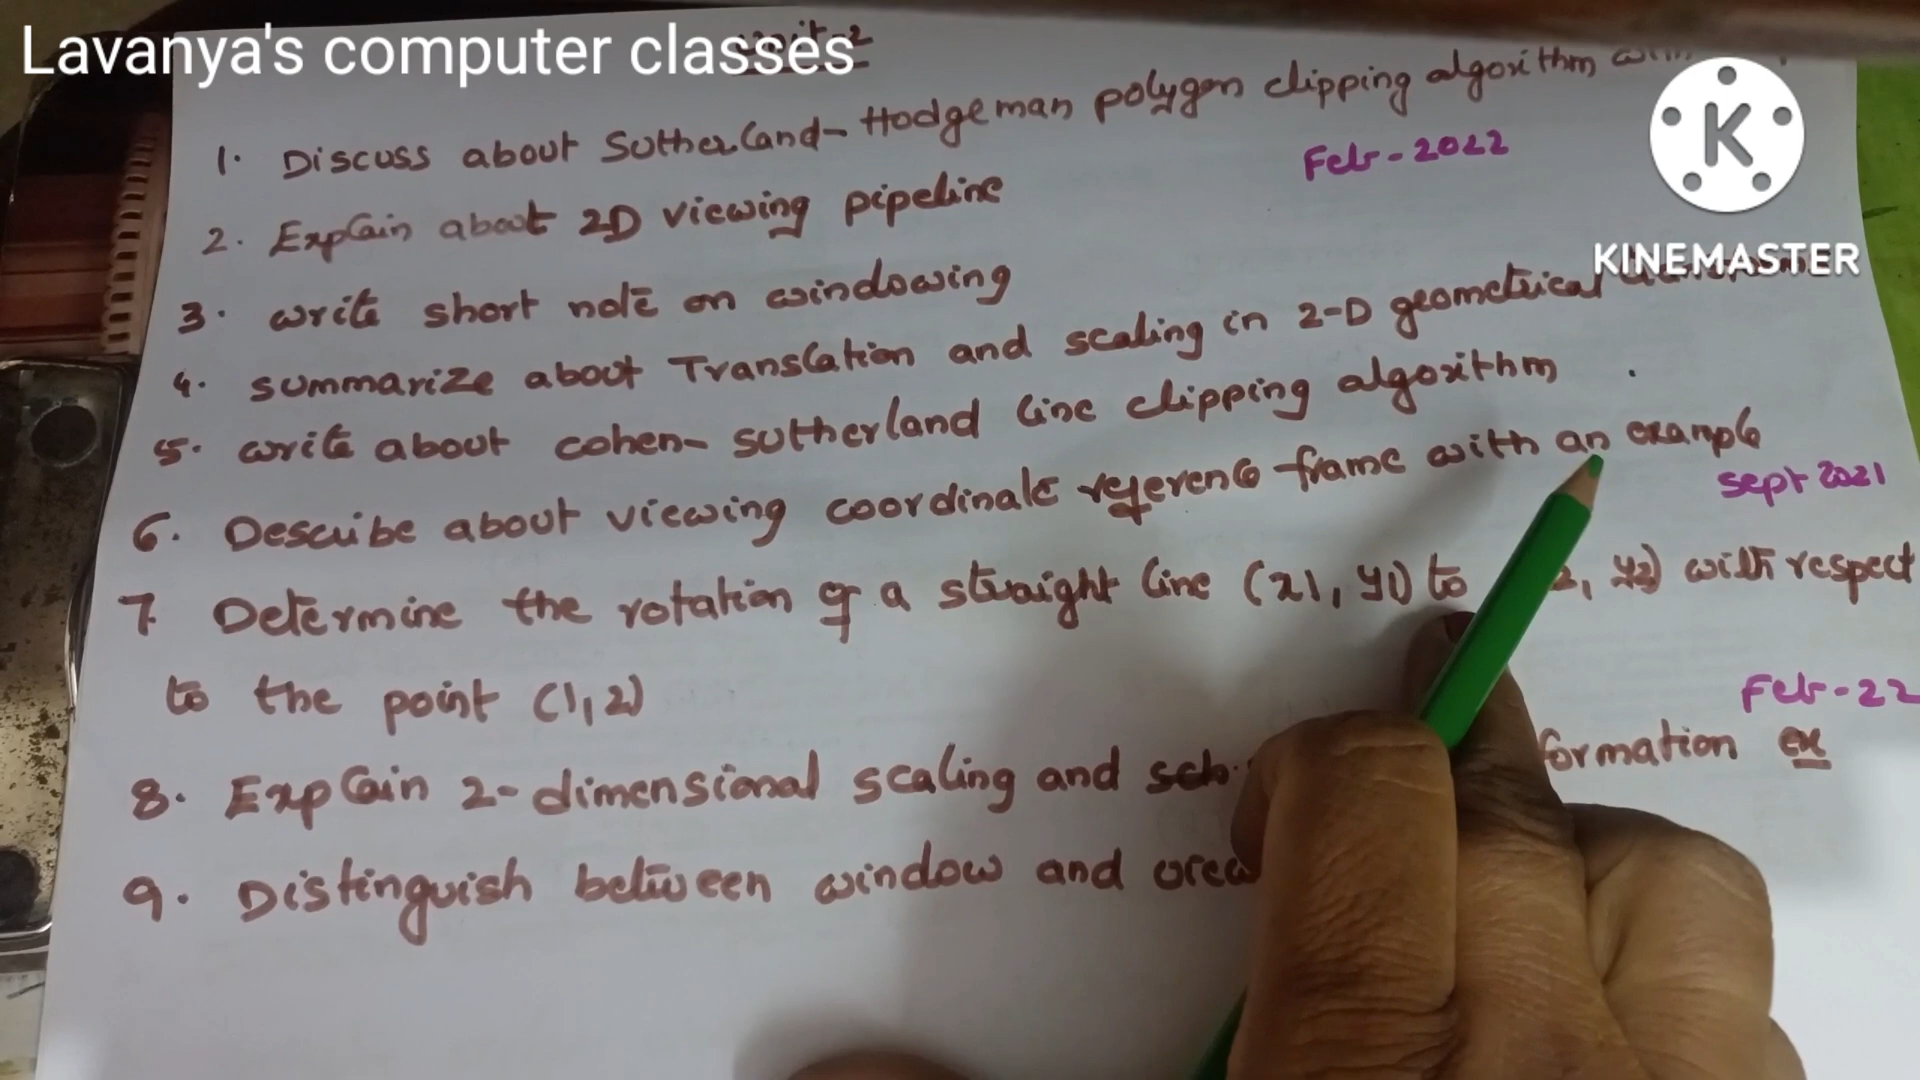 Lavanya's computer classes
Unit-2
1. Discuss about Sutherland-Hodgeman polygon clipping algorithm
Feb-2022
2. Explain about 2D viewing pipeline
KINEMASTER
3. write short note on windowing
4. summarize about Translation and scaling in 2-D geometrical
5. write about cohen-sutherland line clipping algorithm
6. Describe about viewing coordinate reference frame with an example
Sept 2021
7. Determine the rotation of a straight line (x1, y1) to y2) with respect
to the point (1,2)
Feb-22
8. Explain 2-dimensional scaling and formation ex
9. Distinguish between window and